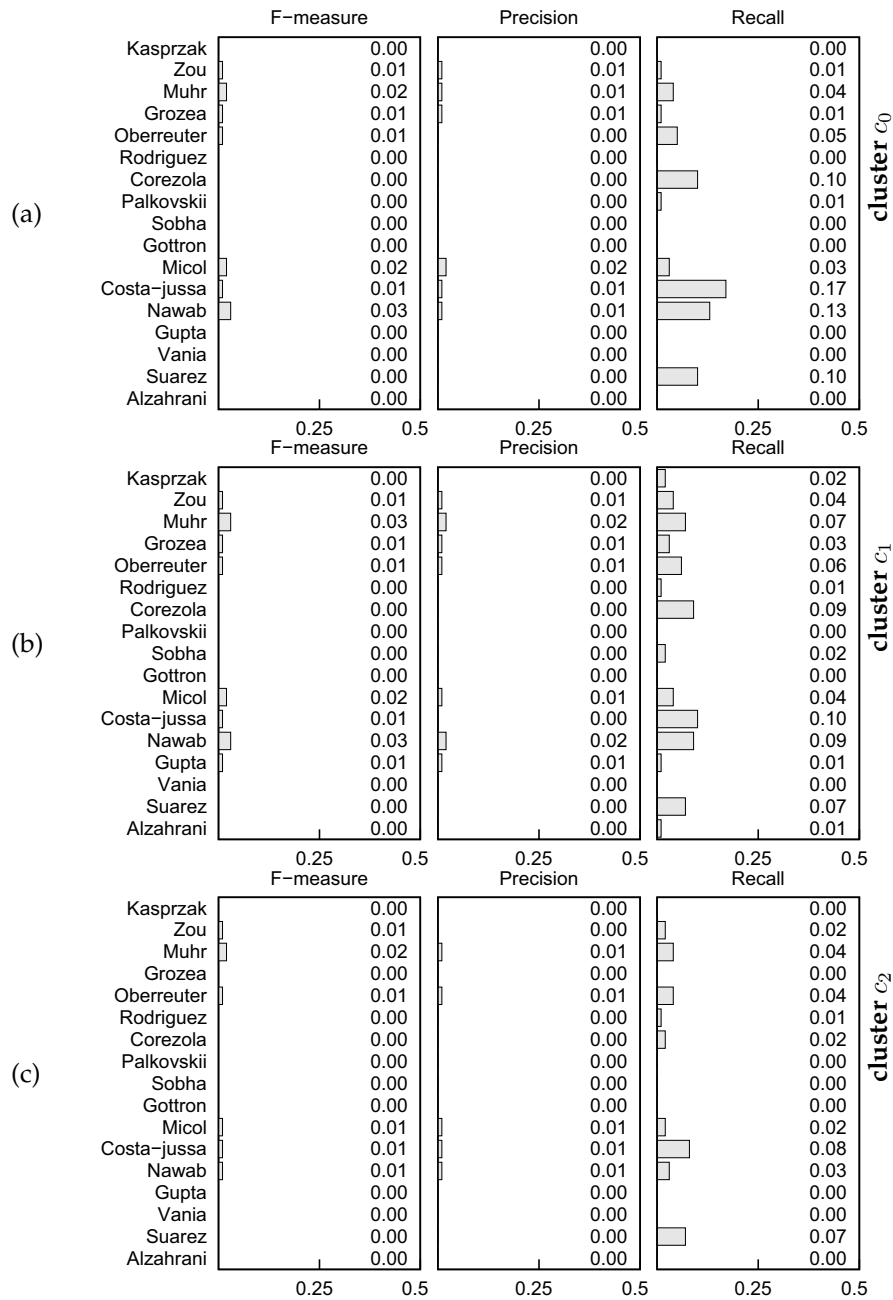 F−measure Precision Recall
Kasprzak 0.00 0.00 0.00
Zou 0.01 0.01 0.01
Muhr 0.02 0.01 0.04
Grozea 0.01 0.01 0.01
Oberreuter 0.01 0.00 0.05
Rodriguez 0.00 0.00 0.00
Corezola 0.00 0.00 0.10
Palkovskii 0.00 0.00 0.01
Sobha 0.00 0.00 0.00
Gottron 0.00 0.00 0.00
Micol 0.02 0.02 0.03
Costa−jussa 0.01 0.01 0.17
Nawab 0.03 0.01 0.13
Gupta 0.00 0.00 0.00
Vania 0.00 0.00 0.00
Suarez 0.00 0.00 0.10
Alzahrani 0.00 0.00 0.00
0.25 0.5 0.25 0.5 0.25 0.5
(a)
cluster c0
F−measure Precision Recall
Kasprzak 0.00 0.00 0.02
Zou 0.01 0.01 0.04
Muhr 0.03 0.02 0.07
Grozea 0.01 0.01 0.03
Oberreuter 0.01 0.01 0.06
Rodriguez 0.00 0.00 0.01
Corezola 0.00 0.00 0.09
Palkovskii 0.00 0.00 0.00
Sobha 0.00 0.00 0.02
Gottron 0.00 0.00 0.00
Micol 0.02 0.01 0.04
Costa−jussa 0.01 0.00 0.10
Nawab 0.03 0.02 0.09
Gupta 0.01 0.01 0.01
Vania 0.00 0.00 0.00
Suarez 0.00 0.00 0.07
Alzahrani 0.00 0.00 0.01
0.25 0.5 0.25 0.5 0.25 0.5
(b)
cluster c1
F−measure Precision Recall
Kasprzak 0.00 0.00 0.00
Zou 0.01 0.00 0.02
Muhr 0.02 0.01 0.04
Grozea 0.00 0.00 0.00
Oberreuter 0.01 0.01 0.04
Rodriguez 0.00 0.00 0.01
Corezola 0.00 0.00 0.02
Palkovskii 0.00 0.00 0.00
Sobha 0.00 0.00 0.00
Gottron 0.00 0.00 0.00
Micol 0.01 0.01 0.02
Costa−jussa 0.01 0.01 0.08
Nawab 0.01 0.01 0.03
Gupta 0.00 0.00 0.00
Vania 0.00 0.00 0.00
Suarez 0.00 0.00 0.07
Alzahrani 0.00 0.00 0.00
0.25 0.5 0.25 0.5 0.25 0.5
(c)
cluster c2